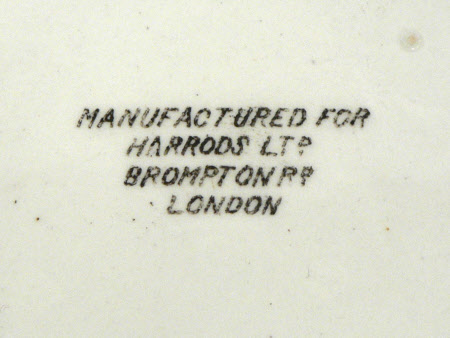 MANUFACTURED FOR
HARRODS LTD
BROMPTON RD
LONDON